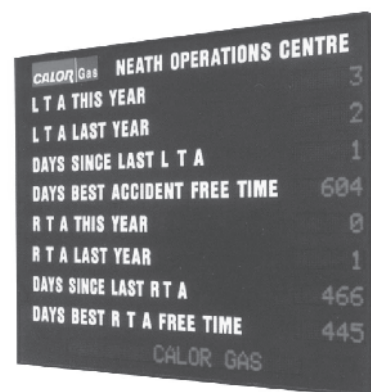 CALOR Gas NEATH OPERATIONS CENTRE
L T A THIS YEAR 3
L T A LAST YEAR 2
DAYS SINCE LAST L T A 1
DAYS BEST ACCIDENT FREE TIME 604
R T A THIS YEAR 0
R T A LAST YEAR 1
DAYS SINCE LAST R T A 466
DAYS BEST R T A FREE TIME 445
CALOR GAS